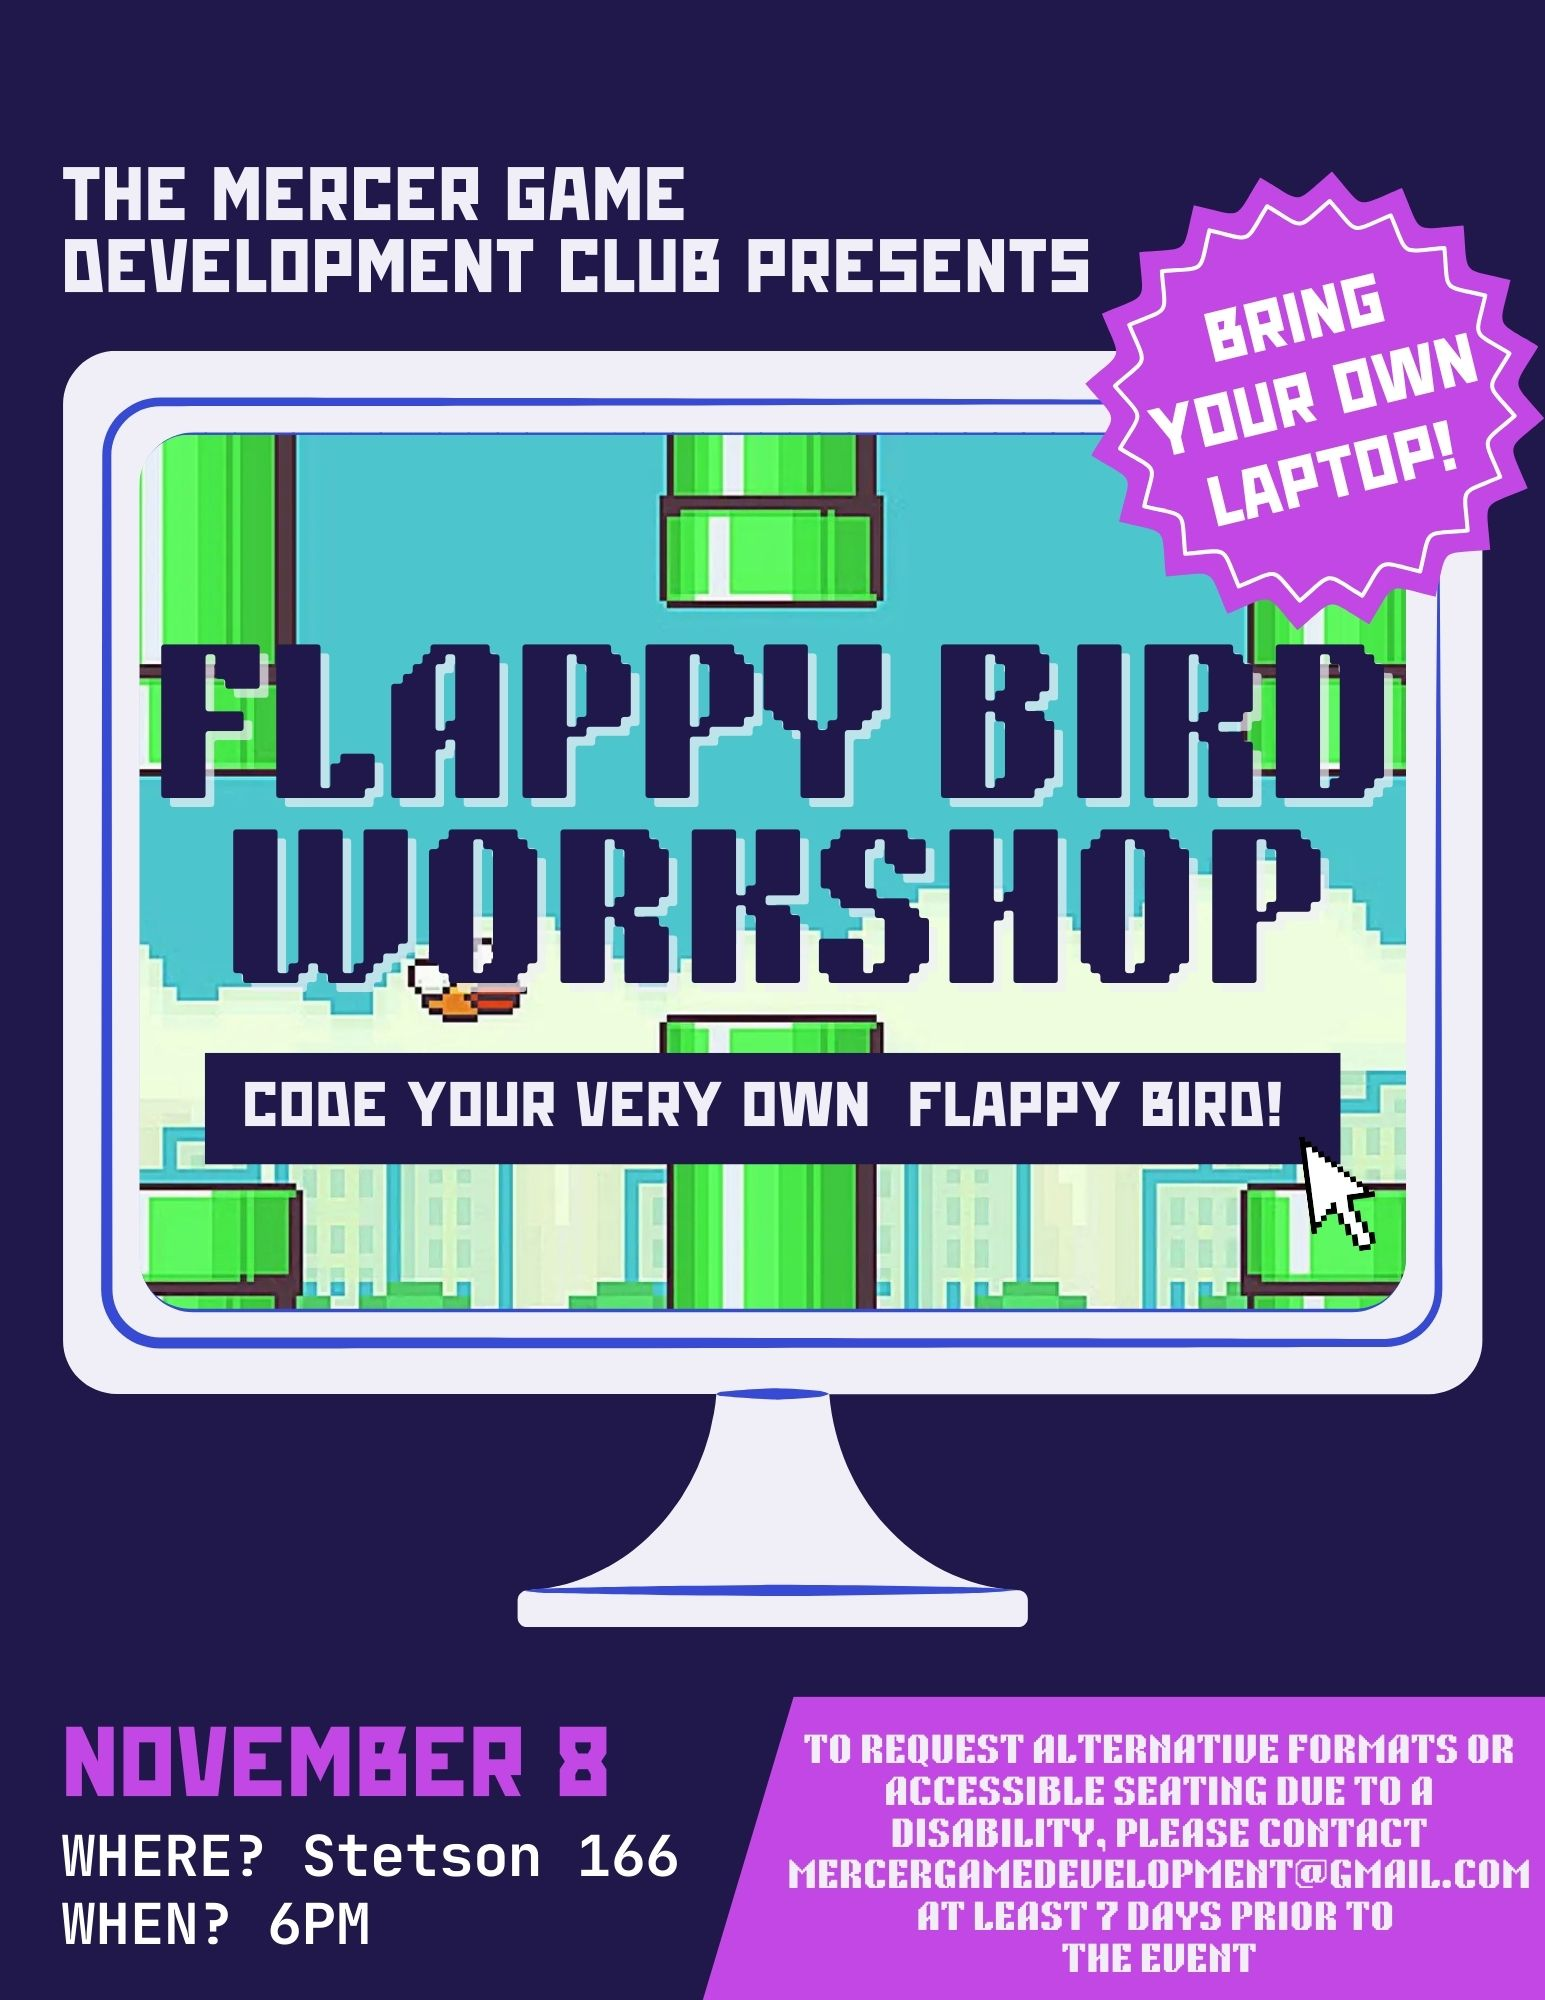 THE MERCER GAME
DEVELOPMENT CLUB PRESENTS
BRING
YOUR OWN
LAPTOP!
FLAPPY BIRD
WORKSHOP
CODE YOUR VERY OWN FLAPPY BIRD!
NOVEMBER 8
WHERE? Stetson 166
WHEN? 6PM
TO REQUEST ALTERNATIVE FORMATS OR
ACCESSIBLE SEATING DUE TO A
DISABILITY, PLEASE CONTACT
MERCERGAMEDEVELOPMENT@GMAIL.COM
AT LEAST 7 DAYS PRIOR TO
THE EVENT